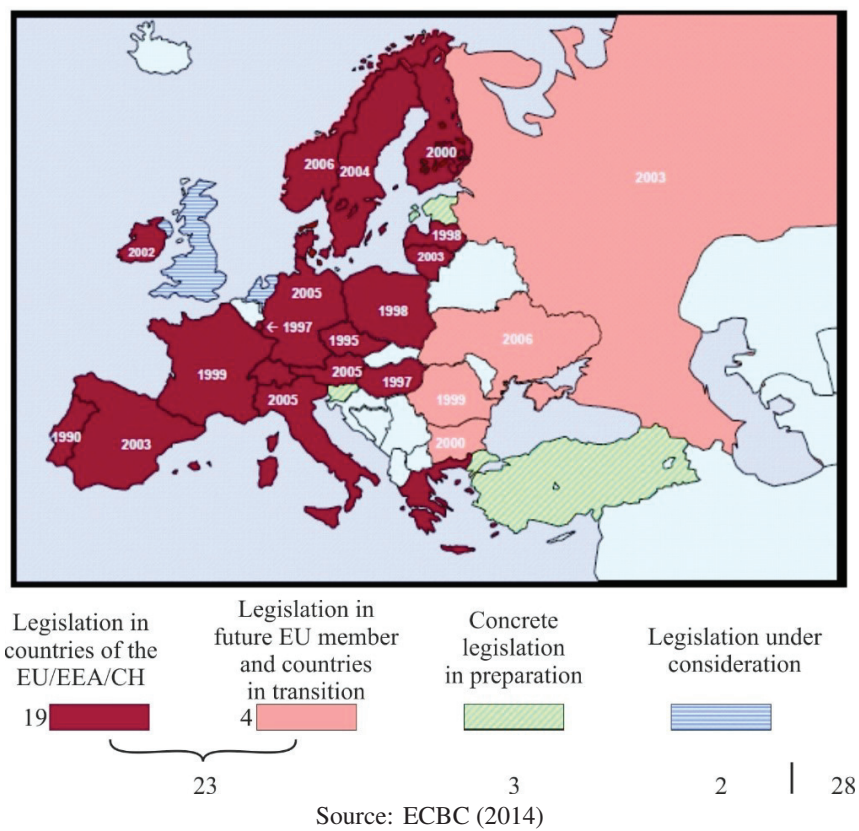 2006
2004
2000
2003
1998
2003
2002
2005
← 1997
1998
1995
2006
1999
2005
1997
2005
1999
1990
2003
2000
Legislation in
countries of the
EU/EEA/CH
19
Legislation in
future EU member
and countries
in transition
4
Concrete
legislation
in preparation
Legislation under
consideration
23
3
2
28
Source: ECBC (2014)